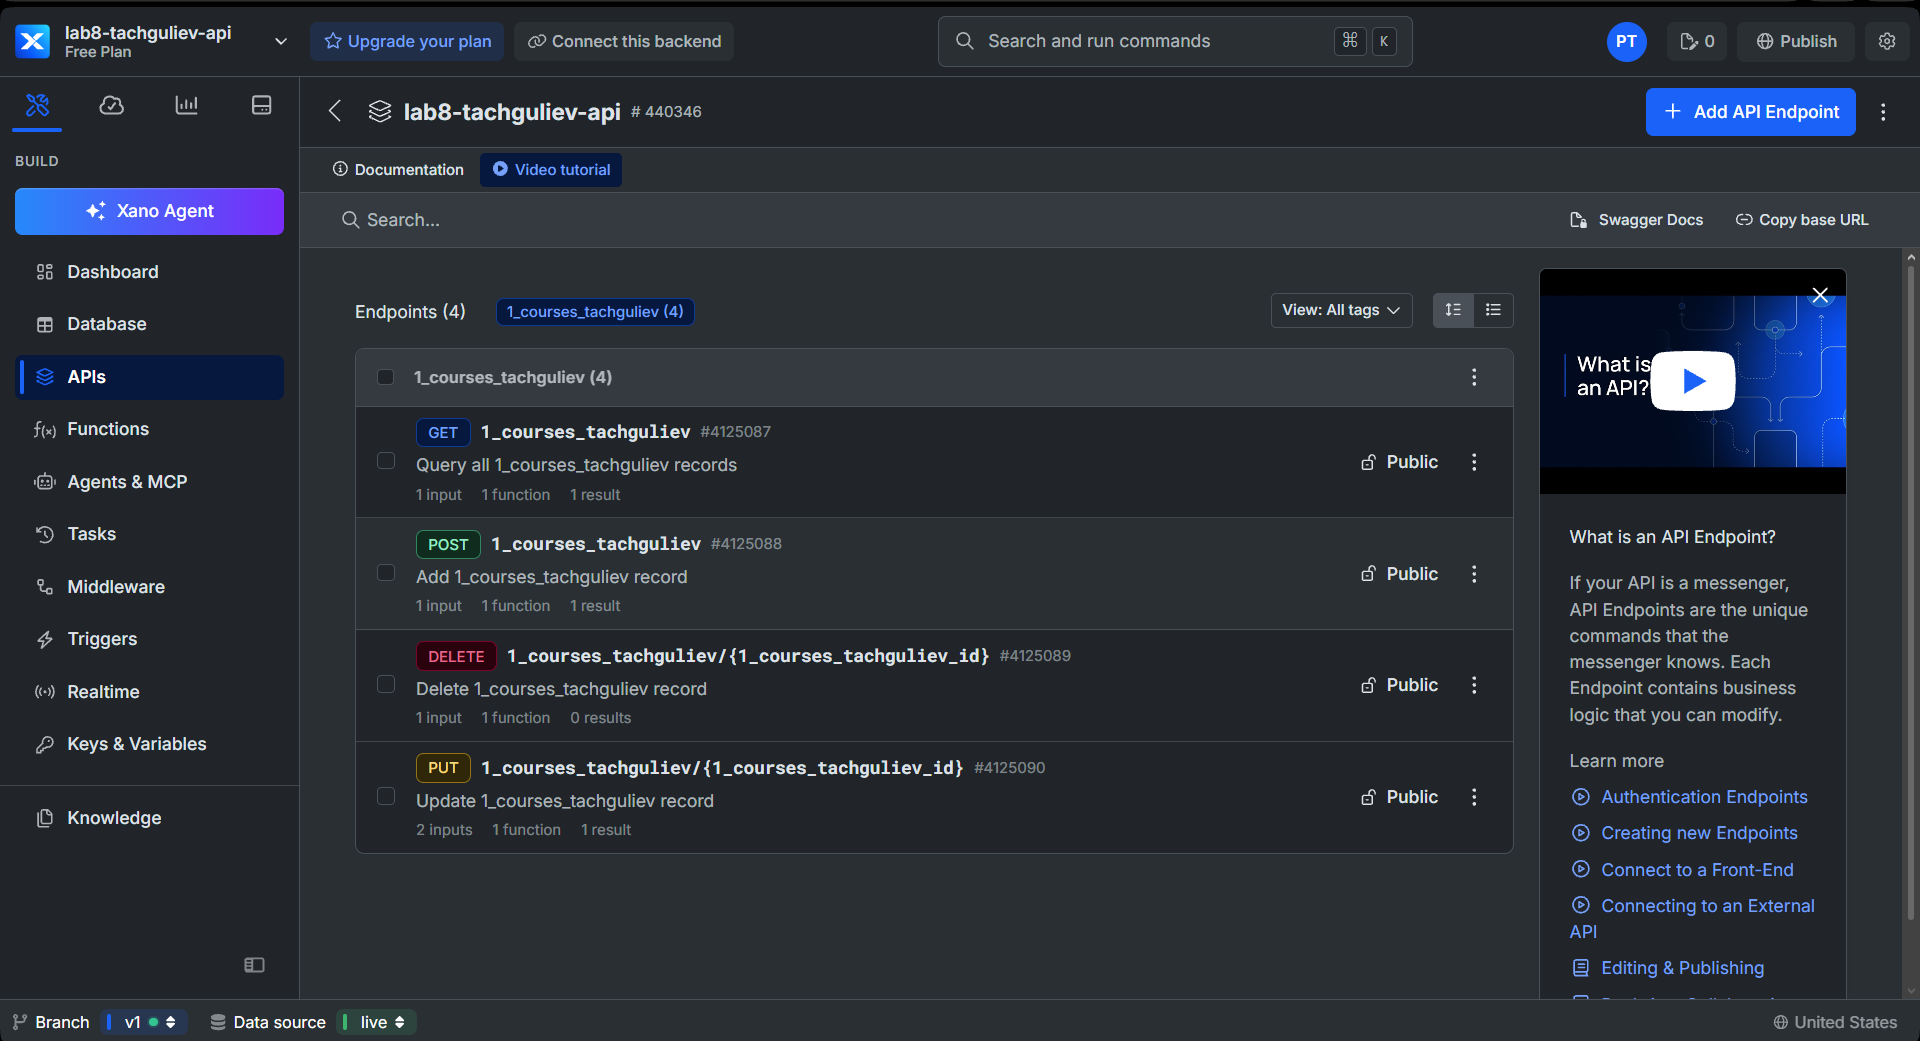 lab8-tachguliev-api
Free Plan
Upgrade your plan
Connect this backend
Search and run commands
⌘ K
PT
0
Publish
BUILD
Xano Agent
Dashboard
Database
APIs
Functions
Agents & MCP
Tasks
Middleware
Triggers
Realtime
Keys & Variables
Knowledge
lab8-tachguliev-api # 440346
Add API Endpoint
Documentation
Video tutorial
Search...
Swagger Docs
Copy base URL
Endpoints (4)
1_courses_tachguliev (4)
View: All tags
1_courses_tachguliev (4)
GET 1_courses_tachguliev #4125087
Query all 1_courses_tachguliev records
1 input 1 function 1 result
Public
POST 1_courses_tachguliev #4125088
Add 1_courses_tachguliev record
1 input 1 function 1 result
Public
DELETE 1_courses_tachguliev/{1_courses_tachguliev_id} #4125089
Delete 1_courses_tachguliev record
1 input 1 function 0 results
Public
PUT 1_courses_tachguliev/{1_courses_tachguliev_id} #4125090
Update 1_courses_tachguliev record
2 inputs 1 function 1 result
Public
What is
an API?
What is an API Endpoint?
If your API is a messenger,
API Endpoints are the unique
commands that the
messenger knows. Each
Endpoint contains business
logic that you can modify.
Learn more
Authentication Endpoints
Creating new Endpoints
Connect to a Front-End
Connecting to an External
API
Editing & Publishing
Branch v1
Data source live
United States